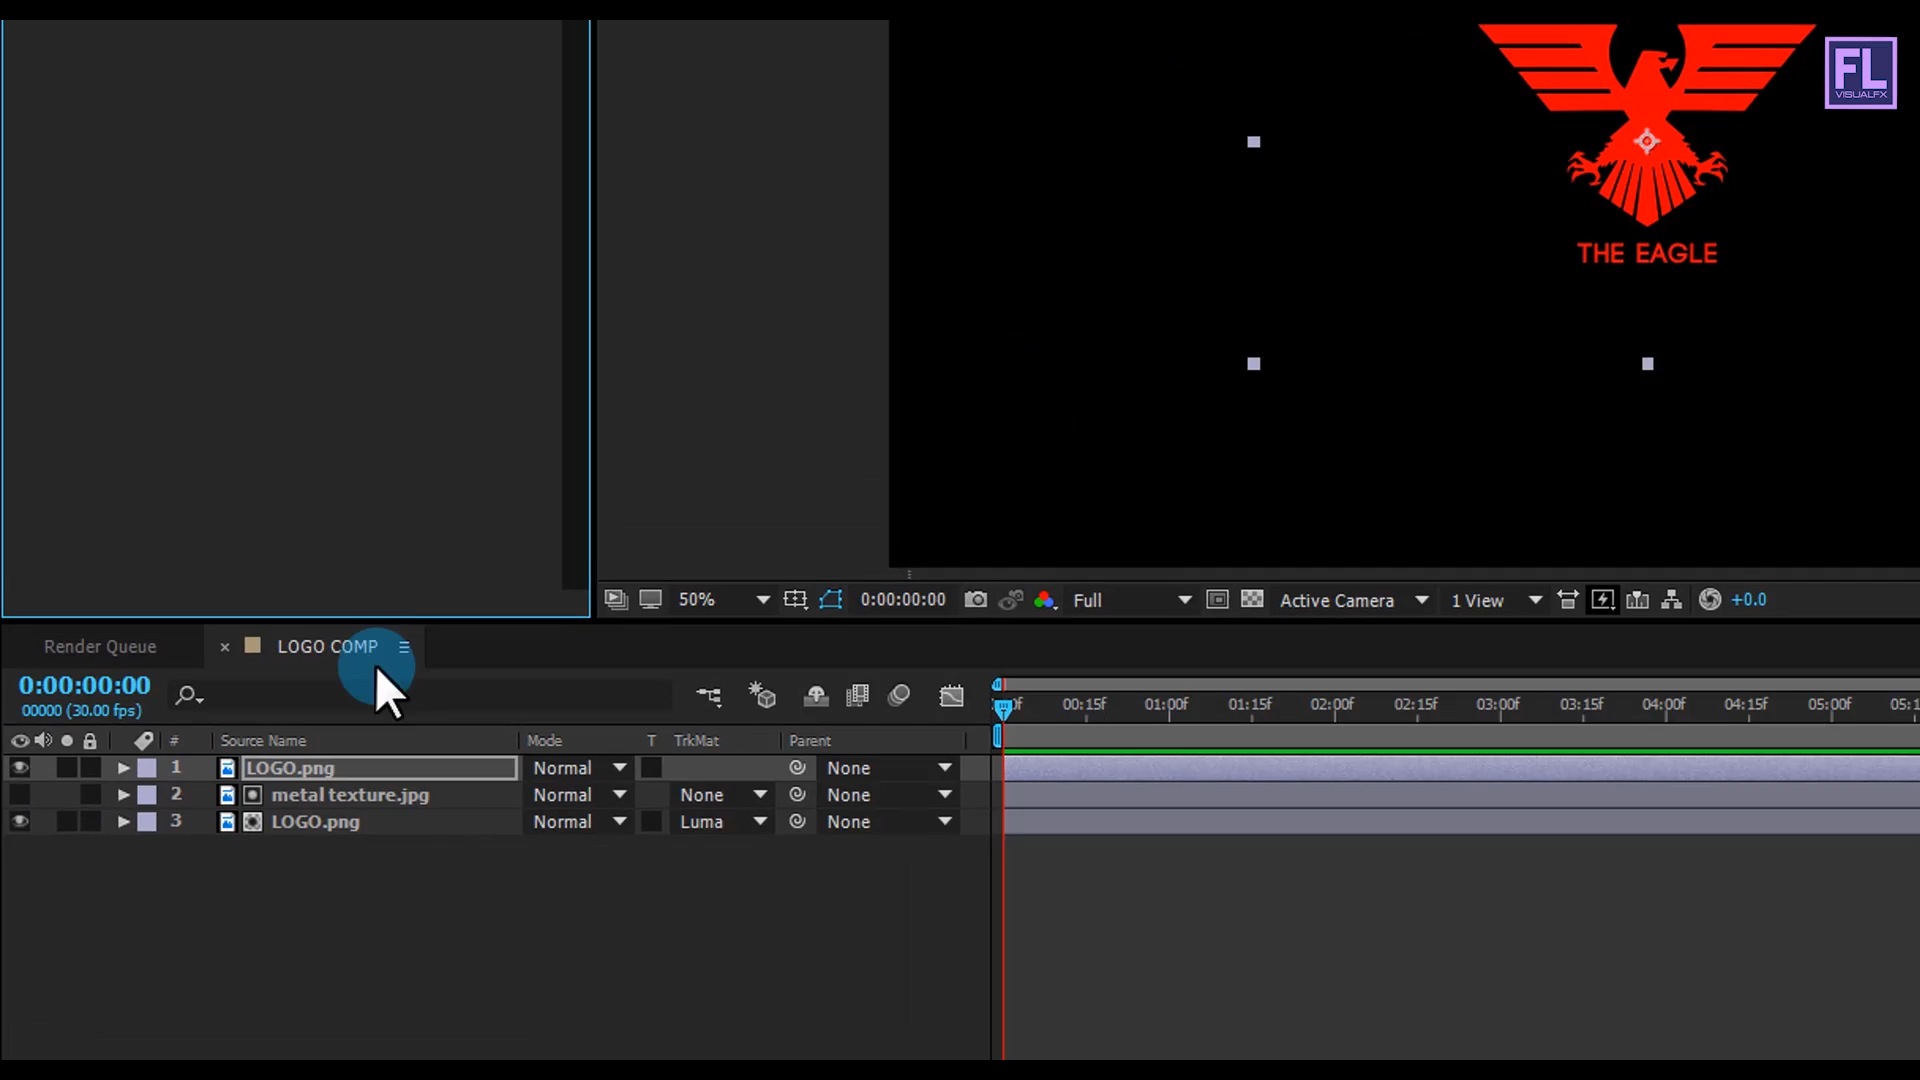 FL
VISUALFX
THE EAGLE
50%
0:00:00:00
Full
Active Camera
1 View
+0.0
Render Queue
× LOGO COMP
0:00:00:00
00000 (30.00 fps)
00:15f 01:00f 01:15f 02:00f 02:15f 03:00f 03:15f 04:00f 04:15f 05:00f
# Source Name Mode T TrkMat Parent
1 LOGO.png Normal None
2 metal texture.jpg Normal None None
3 LOGO.png Normal Luma None